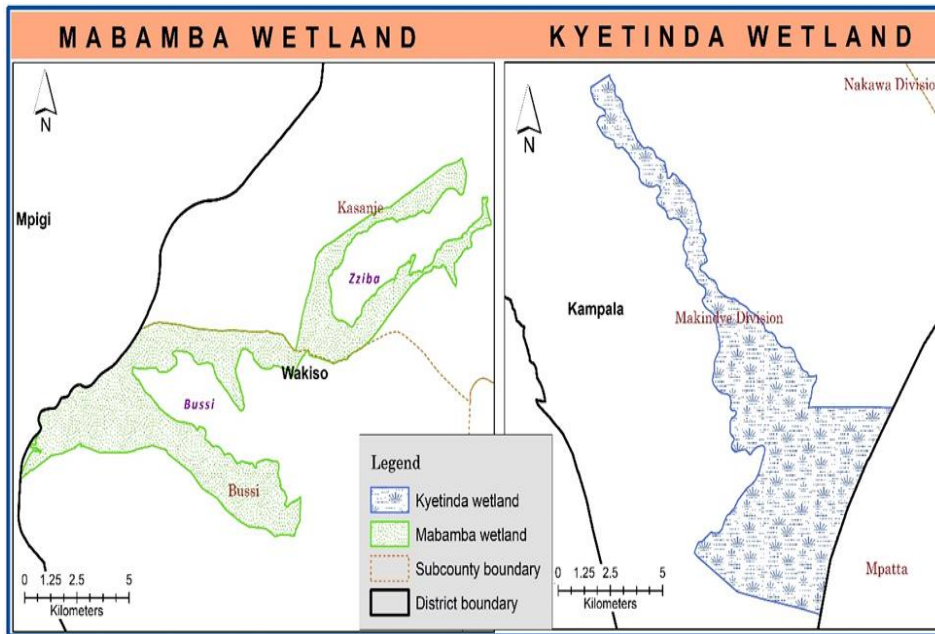 MABAMBA WETLAND
N
Mpigi
Kasanje
Zziba
Wakiso
Bussi
Bussi
0 1.25 2.5 5
Kilometers
KYETINDA WETLAND
N
Nakawa Division
Kampala
Makindye Division
Mpatta
0 1.25 2.5 5
Kilometers
Legend
Kyetinda wetland
Mabamba wetland
Subcounty boundary
District boundary